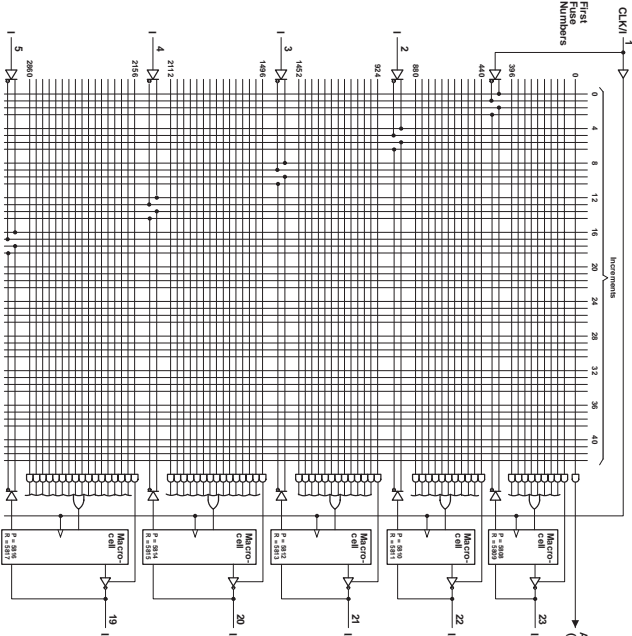 CLK/I
1
First
Fuse
Numbers
Increments
0
4
8
12
16
20
24
28
32
36
40
0
396
440
880
924
1452
1496
2112
2156
2860
I
2
I
3
I
4
I
5
Macro-
cell
P = 5808
R = 5809
23
I
Macro-
cell
P = 5810
R = 5811
22
I
Macro-
cell
P = 5812
R = 5813
21
I
Macro-
cell
P = 5814
R = 5815
20
I
Macro-
cell
P = 5816
R = 5817
19
I